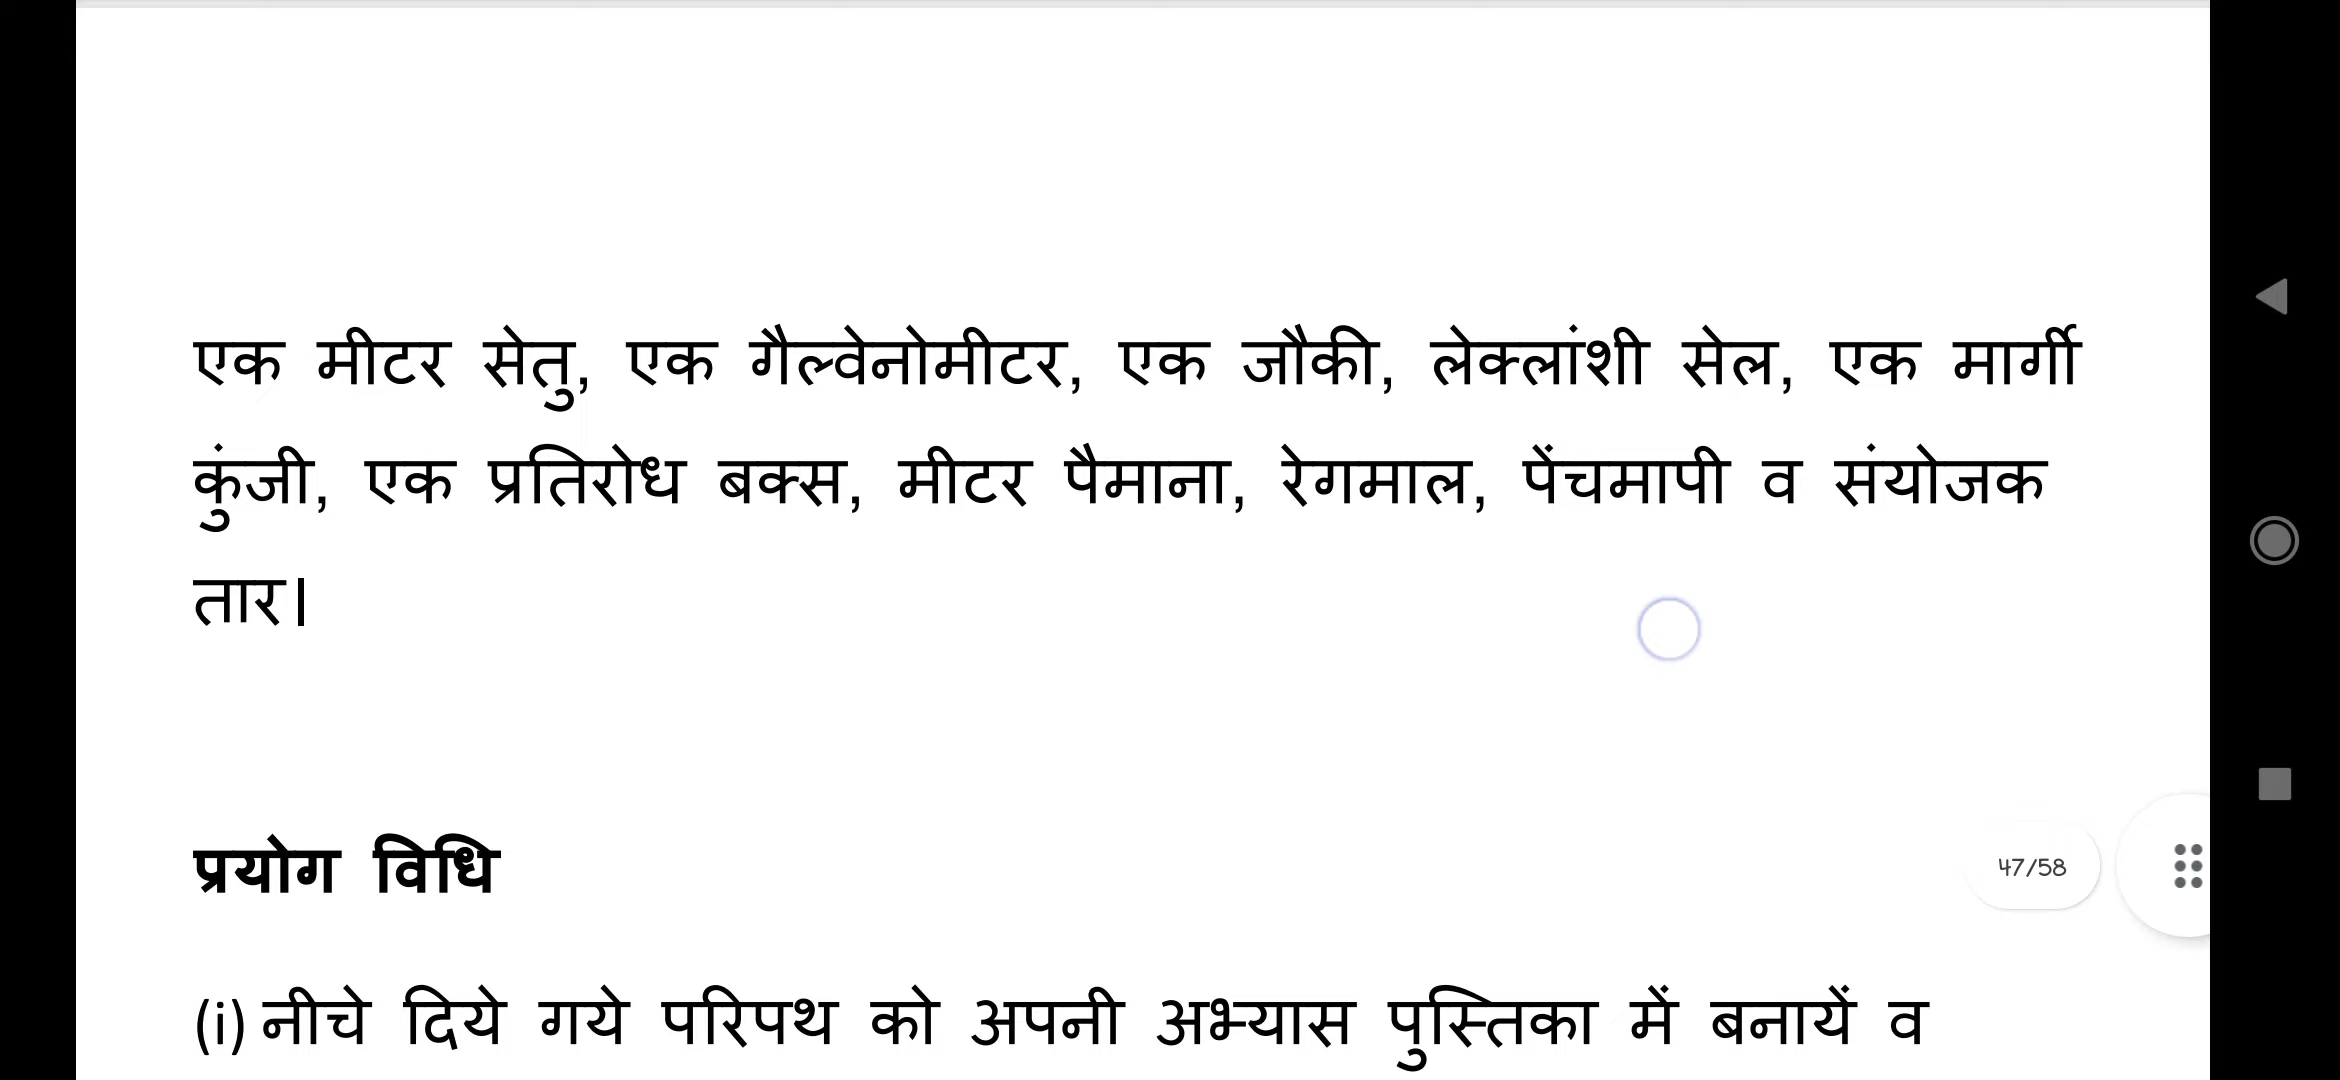 एक मीटर सेतु, एक गैल्वेनोमीटर, एक जौकी, लेक्लांशी सेल, एक मार्गी
कुंजी, एक प्रतिरोध बक्स, मीटर पैमाना, रेगमाल, पेंचमापी व संयोजक
तार।
प्रयोग विधि
47/58
(i) नीचे दिये गये परिपथ को अपनी अभ्यास पुस्तिका में बनायें व